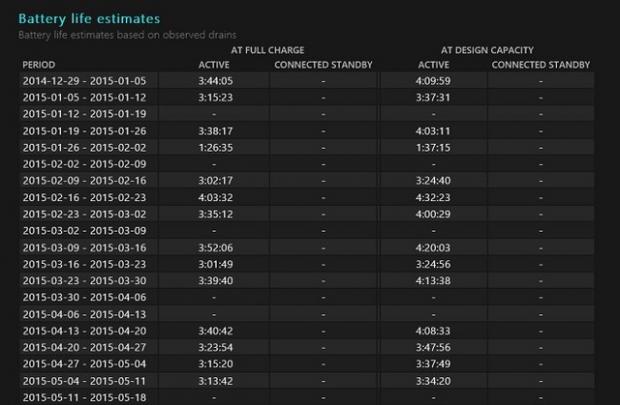 Battery life estimates
Battery life estimates based on observed drains
AT FULL CHARGE AT DESIGN CAPACITY
PERIOD ACTIVE CONNECTED STANDBY ACTIVE CONNECTED STANDBY
2014-12-29 - 2015-01-05 3:44:05 - 4:09:59 -
2015-01-05 - 2015-01-12 3:15:23 - 3:37:31 -
2015-01-12 - 2015-01-19 - - - -
2015-01-19 - 2015-01-26 3:38:17 - 4:03:11 -
2015-01-26 - 2015-02-02 1:26:35 - 1:37:15 -
2015-02-02 - 2015-02-09 - - - -
2015-02-09 - 2015-02-16 3:02:17 - 3:24:40 -
2015-02-16 - 2015-02-23 4:03:32 - 4:32:23 -
2015-02-23 - 2015-03-02 3:35:12 - 4:00:29 -
2015-03-02 - 2015-03-09 - - - -
2015-03-09 - 2015-03-16 3:52:06 - 4:20:03 -
2015-03-16 - 2015-03-23 3:01:49 - 3:24:56 -
2015-03-23 - 2015-03-30 3:39:40 - 4:13:38 -
2015-03-30 - 2015-04-06 - - - -
2015-04-06 - 2015-04-13 - - - -
2015-04-13 - 2015-04-20 3:40:42 - 4:08:33 -
2015-04-20 - 2015-04-27 3:23:54 - 3:47:56 -
2015-04-27 - 2015-05-04 3:15:20 - 3:37:49 -
2015-05-04 - 2015-05-11 3:13:42 - 3:34:20 -
2015-05-11 - 2015-05-18 - - - -